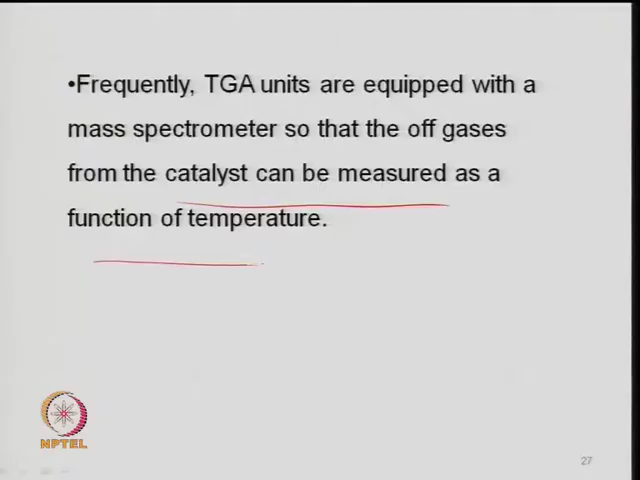 •Frequently, TGA units are equipped with a
mass spectrometer so that the off gases
from the catalyst can be measured as a
function of temperature.
NPTEL
27